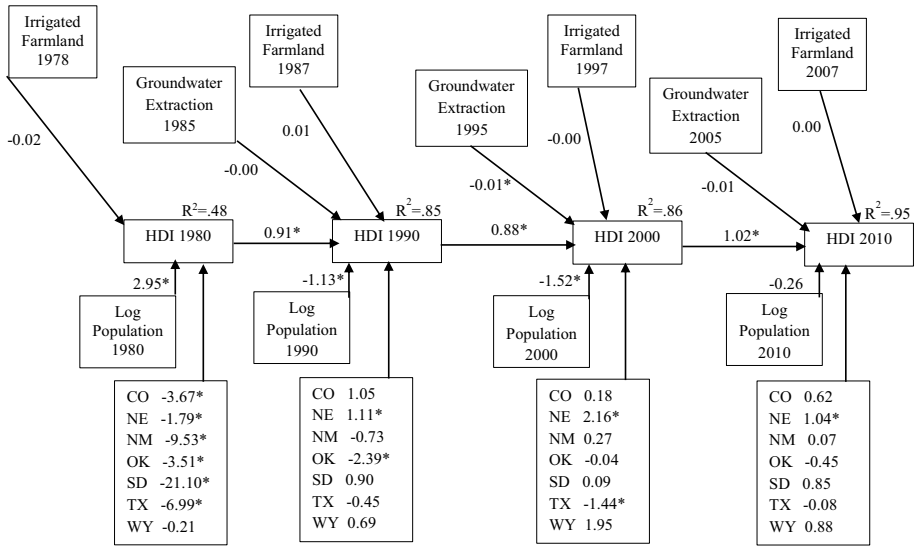 Irrigated
Farmland
1978
Irrigated
Farmland
1987
Irrigated
Farmland
1997
Irrigated
Farmland
2007
Groundwater
Extraction
1985
Groundwater
Extraction
1995
Groundwater
Extraction
2005
-0.02
-0.00
0.01
-0.01*
-0.00
-0.01
0.00
R²=.48
R²=.85
R²=.86
R²=.95
HDI 1980
0.91*
HDI 1990
0.88*
HDI 2000
1.02*
HDI 2010
2.95*
-1.13*
-1.52*
-0.26
Log
Population
1980
Log
Population
1990
Log
Population
2000
Log
Population
2010
CO -3.67*
NE -1.79*
NM -9.53*
OK -3.51*
SD -21.10*
TX -6.99*
WY -0.21
CO 1.05
NE 1.11*
NM -0.73
OK -2.39*
SD 0.90
TX -0.45
WY 0.69
CO 0.18
NE 2.16*
NM 0.27
OK -0.04
SD 0.09
TX -1.44*
WY 1.95
CO 0.62
NE 1.04*
NM 0.07
OK -0.45
SD 0.85
TX -0.08
WY 0.88